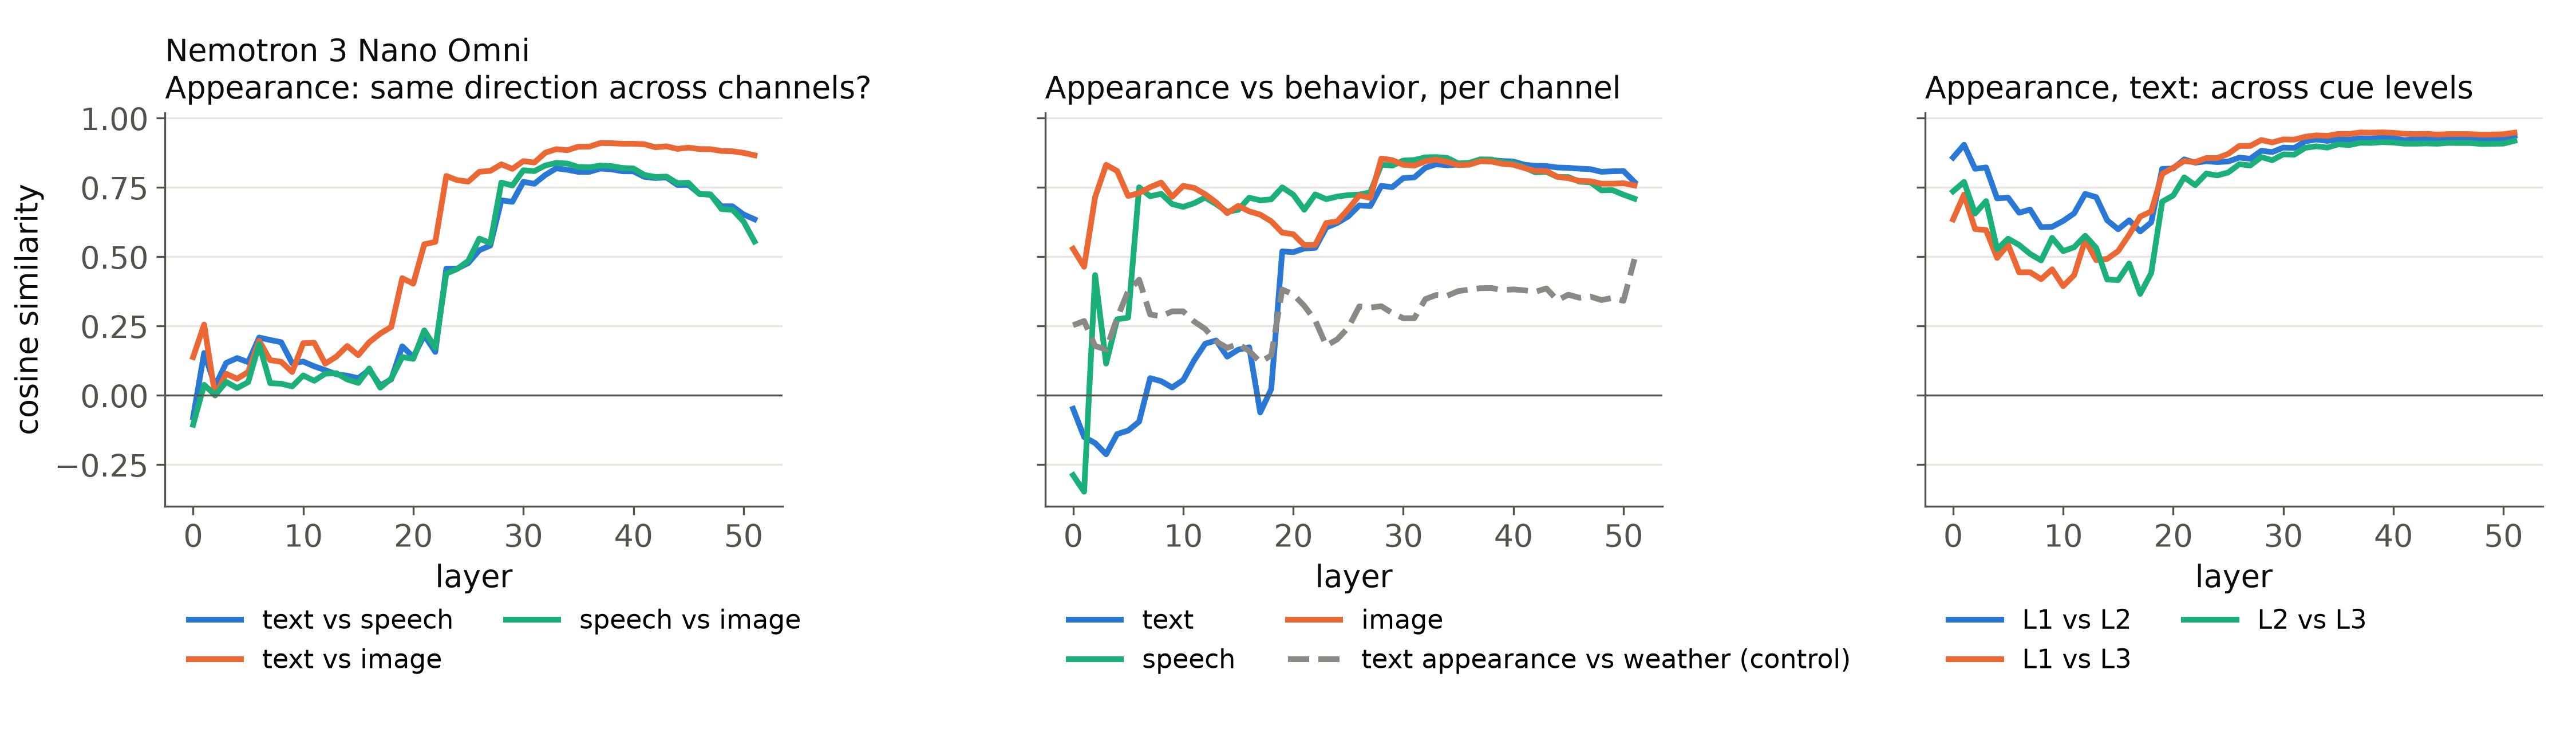 Nemotron 3 Nano Omni
Appearance: same direction across channels?
cosine similarity
1.00
0.75
0.50
0.25
0.00
−0.25
0 10 20 30 40 50
layer
text vs speech
text vs image
speech vs image
Appearance vs behavior, per channel
0 10 20 30 40 50
layer
text
speech
image
text appearance vs weather (control)
Appearance, text: across cue levels
0 10 20 30 40 50
layer
L1 vs L2
L1 vs L3
L2 vs L3